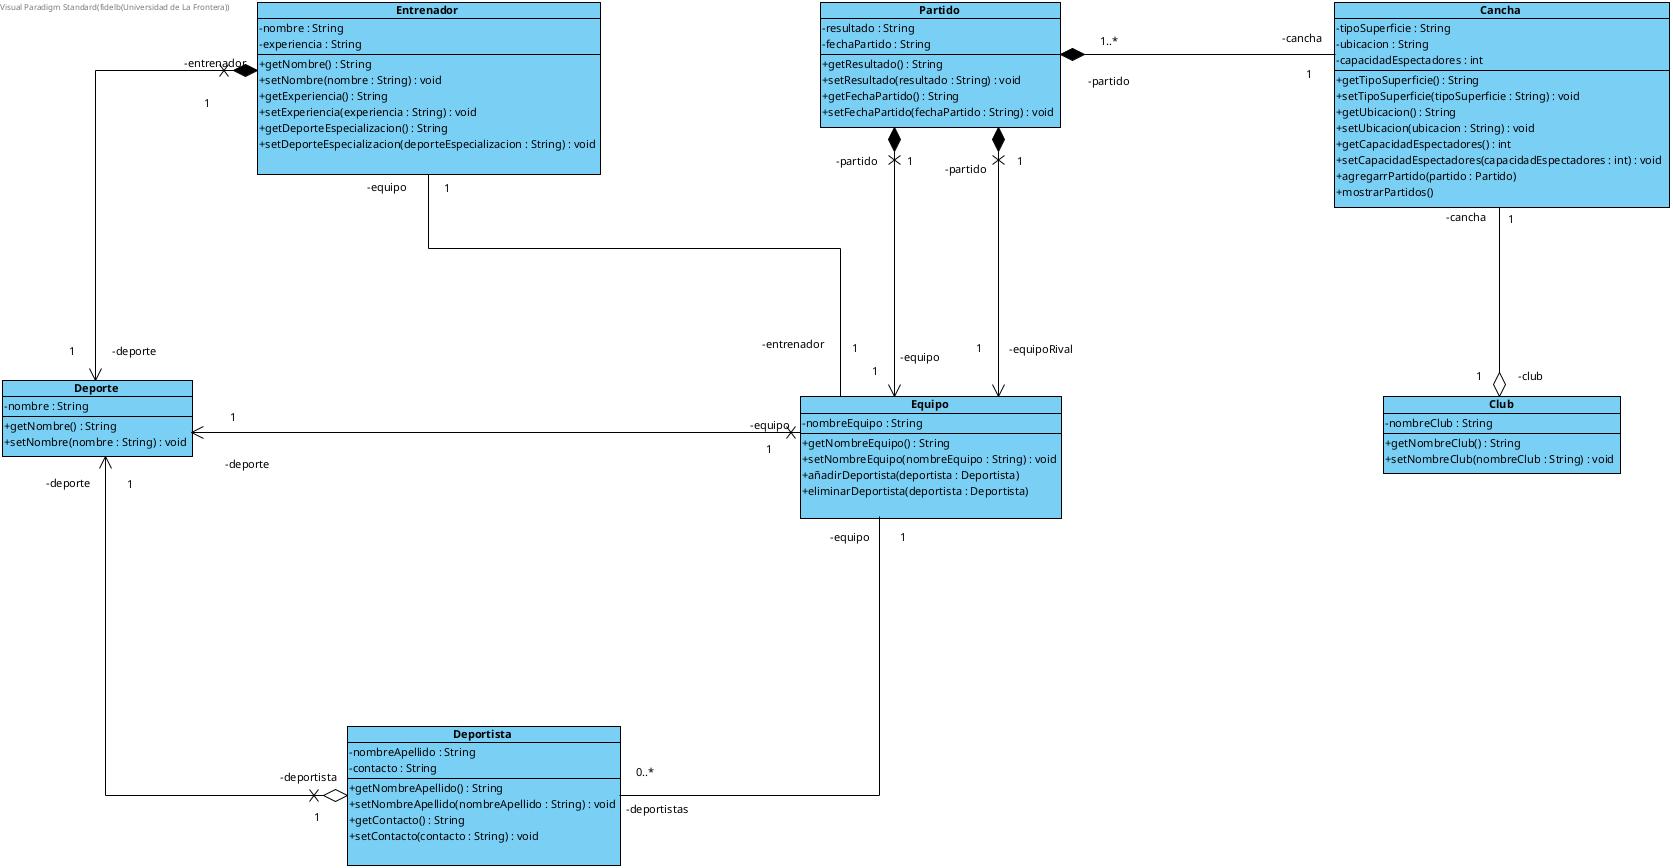 Visual Paradigm Standard(fidelb(Universidad de La Frontera))
Entrenador
-nombre : String
-experiencia : String
+getNombre() : String
+setNombre(nombre : String) : void
+getExperiencia() : String
+setExperiencia(experiencia : String) : void
+getDeporteEspecializacion() : String
+setDeporteEspecializacion(deporteEspecializacion : String) : void
Partido
-resultado : String
-fechaPartido : String
+getResultado() : String
+setResultado(resultado : String) : void
+getFechaPartido() : String
+setFechaPartido(fechaPartido : String) : void
Cancha
-tipoSuperficie : String
-ubicacion : String
-capacidadEspectadores : int
+getTipoSuperficie() : String
+setTipoSuperficie(tipoSuperficie : String) : void
+getUbicacion() : String
+setUbicacion(ubicacion : String) : void
+getCapacidadEspectadores() : int
+setCapacidadEspectadores(capacidadEspectadores : int) : void
+agregarrPartido(partido : Partido)
+mostrarPartidos()
-entrenador
1
1..*
-partido
-cancha
1
-equipo
1
-partido
1
-partido
1
-cancha
1
1
-deporte
-entrenador
1
-equipo
1
1
-equipoRival
1
-club
Deporte
-nombre : String
+getNombre() : String
+setNombre(nombre : String) : void
1
-deporte
-equipo
1
Equipo
-nombreEquipo : String
+getNombreEquipo() : String
+setNombreEquipo(nombreEquipo : String) : void
+añadirDeportista(deportista : Deportista)
+eliminarDeportista(deportista : Deportista)
Club
-nombreClub : String
+getNombreClub() : String
+setNombreClub(nombreClub : String) : void
-deporte
1
-equipo
1
Deportista
-nombreApellido : String
-contacto : String
+getNombreApellido() : String
+setNombreApellido(nombreApellido : String) : void
+getContacto() : String
+setContacto(contacto : String) : void
-deportista
1
0..*
-deportistas